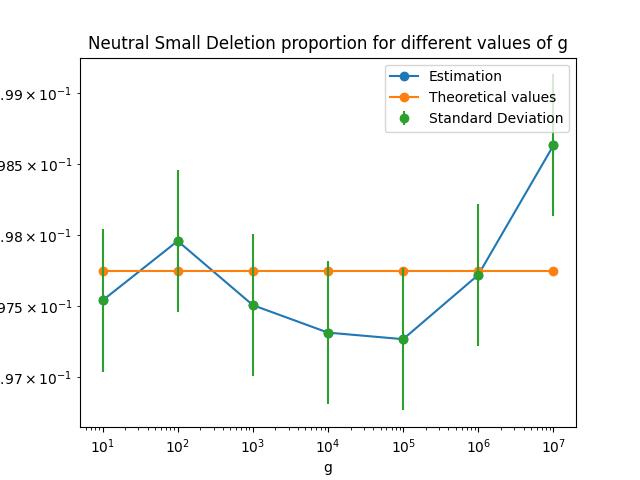 Neutral Small Deletion proportion for different values of g
Estimation
Theoretical values
Standard Deviation
.99 × 10⁻¹
985 × 10⁻¹
.98 × 10⁻¹
975 × 10⁻¹
.97 × 10⁻¹
10¹ 10² 10³ 10⁴ 10⁵ 10⁶ 10⁷
g